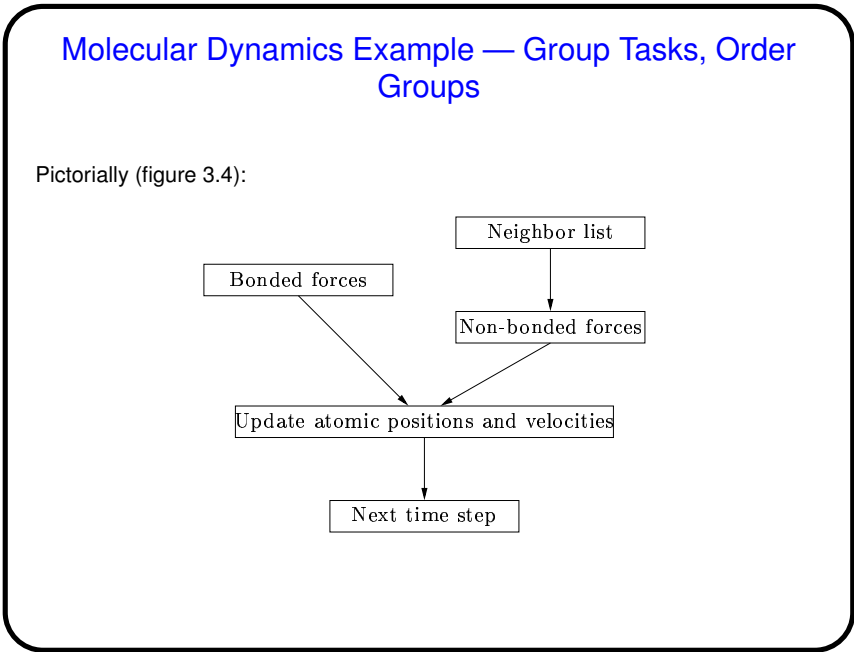 Molecular Dynamics Example — Group Tasks, Order
Groups
Pictorially (figure 3.4):
Neighbor list
Bonded forces
Non-bonded forces
Update atomic positions and velocities
Next time step